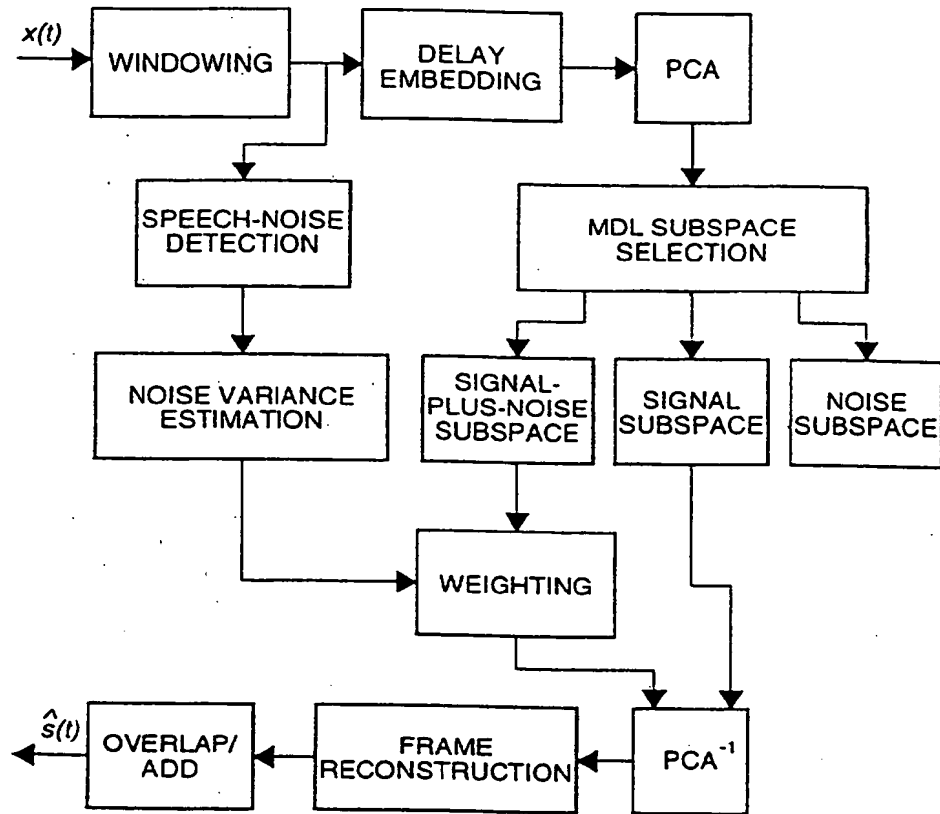 x(t)
WINDOWING
DELAY
EMBEDDING
PCA
SPEECH-NOISE
DETECTION
MDL SUBSPACE
SELECTION
NOISE VARIANCE
ESTIMATION
SIGNAL-
PLUS-NOISE
SUBSPACE
SIGNAL
SUBSPACE
NOISE
SUBSPACE
WEIGHTING
ŝ(t)
OVERLAP/
ADD
FRAME
RECONSTRUCTION
PCA⁻¹